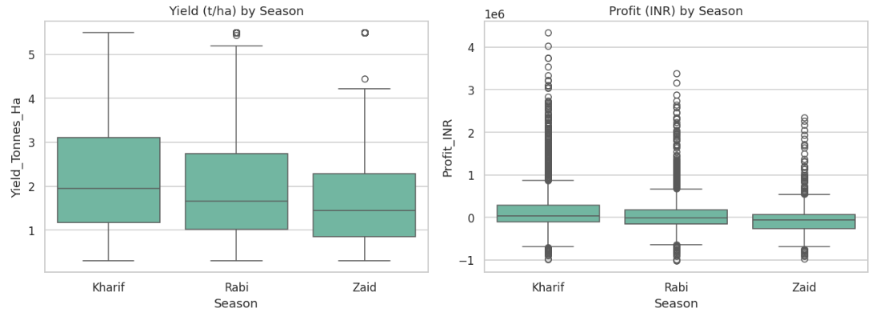 Yield (t/ha) by Season
5
4
3
2
1
Yield_Tonnes_Ha
Kharif Rabi Zaid
Season
Profit (INR) by Season
1e6
4
3
2
1
0
−1
Profit_INR
Kharif Rabi Zaid
Season